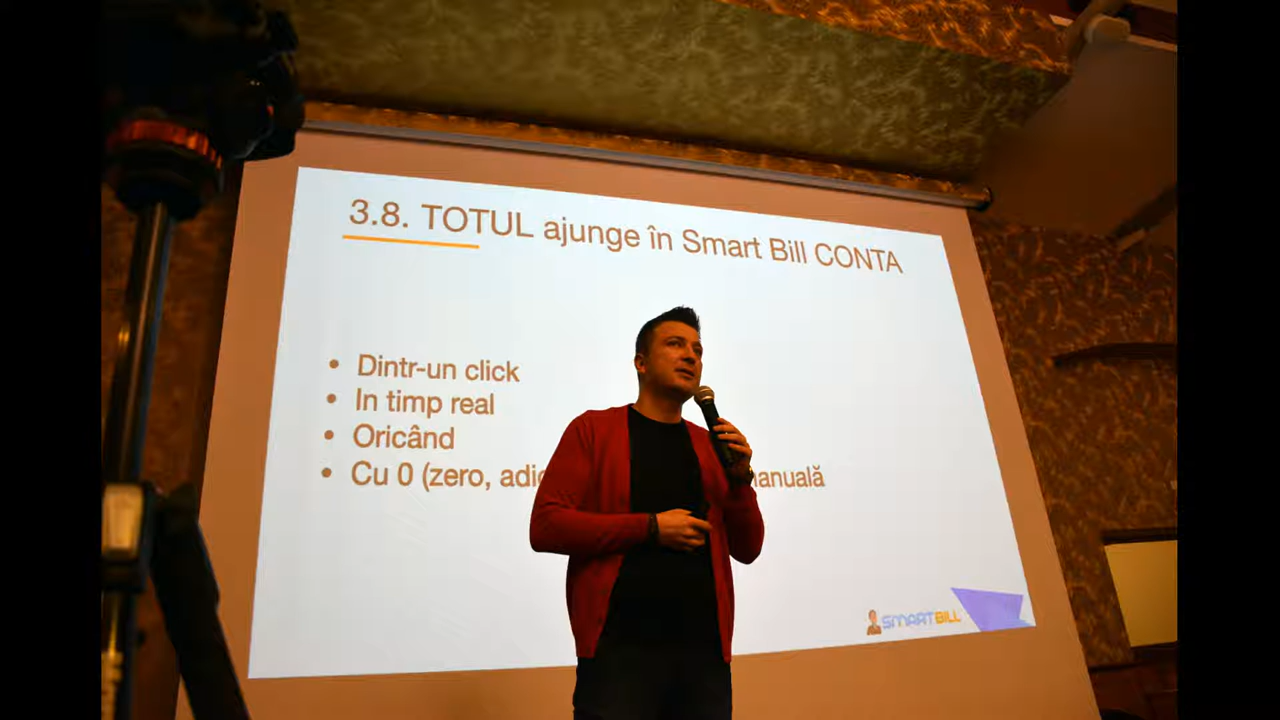 3.8. TOTUL ajunge în Smart Bill CONTA
• Dintr-un click
• In timp real
• Oricând
• Cu 0 (zero, adic anuală
SMARTBILL